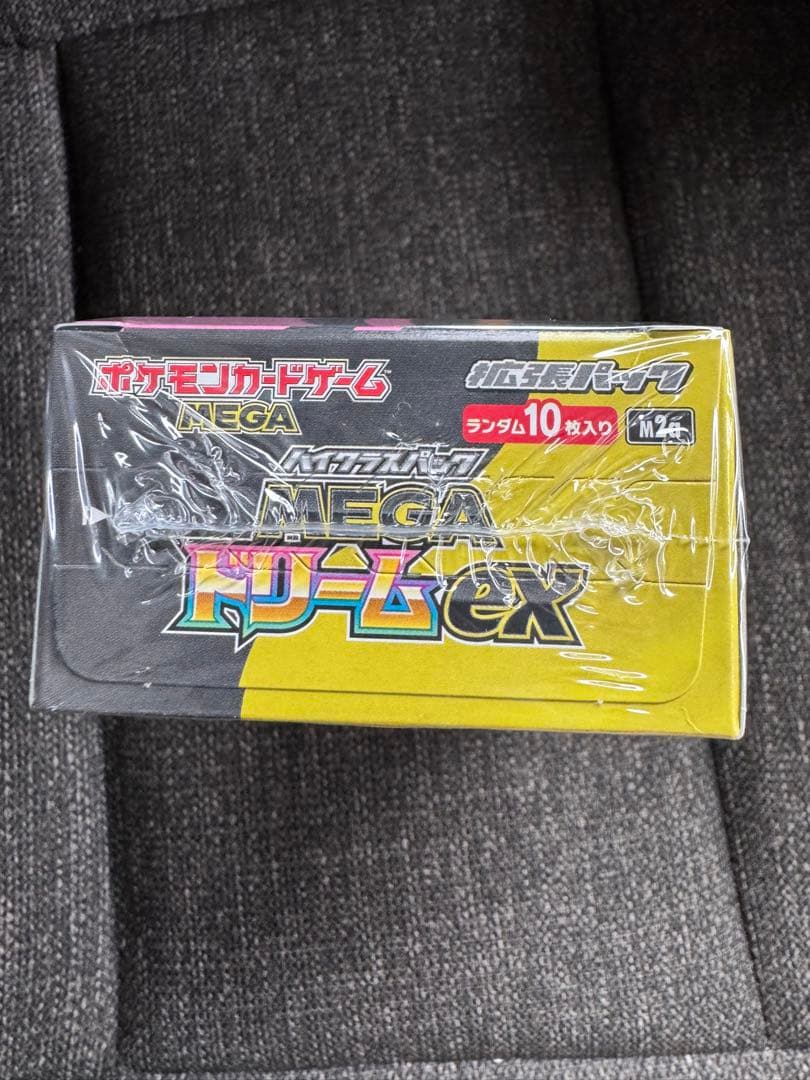 ポケモンカードゲーム
MEGA
拡張パック
ランダム10枚入り
M2a
ハイクラスパック
MEGA
ドリームex